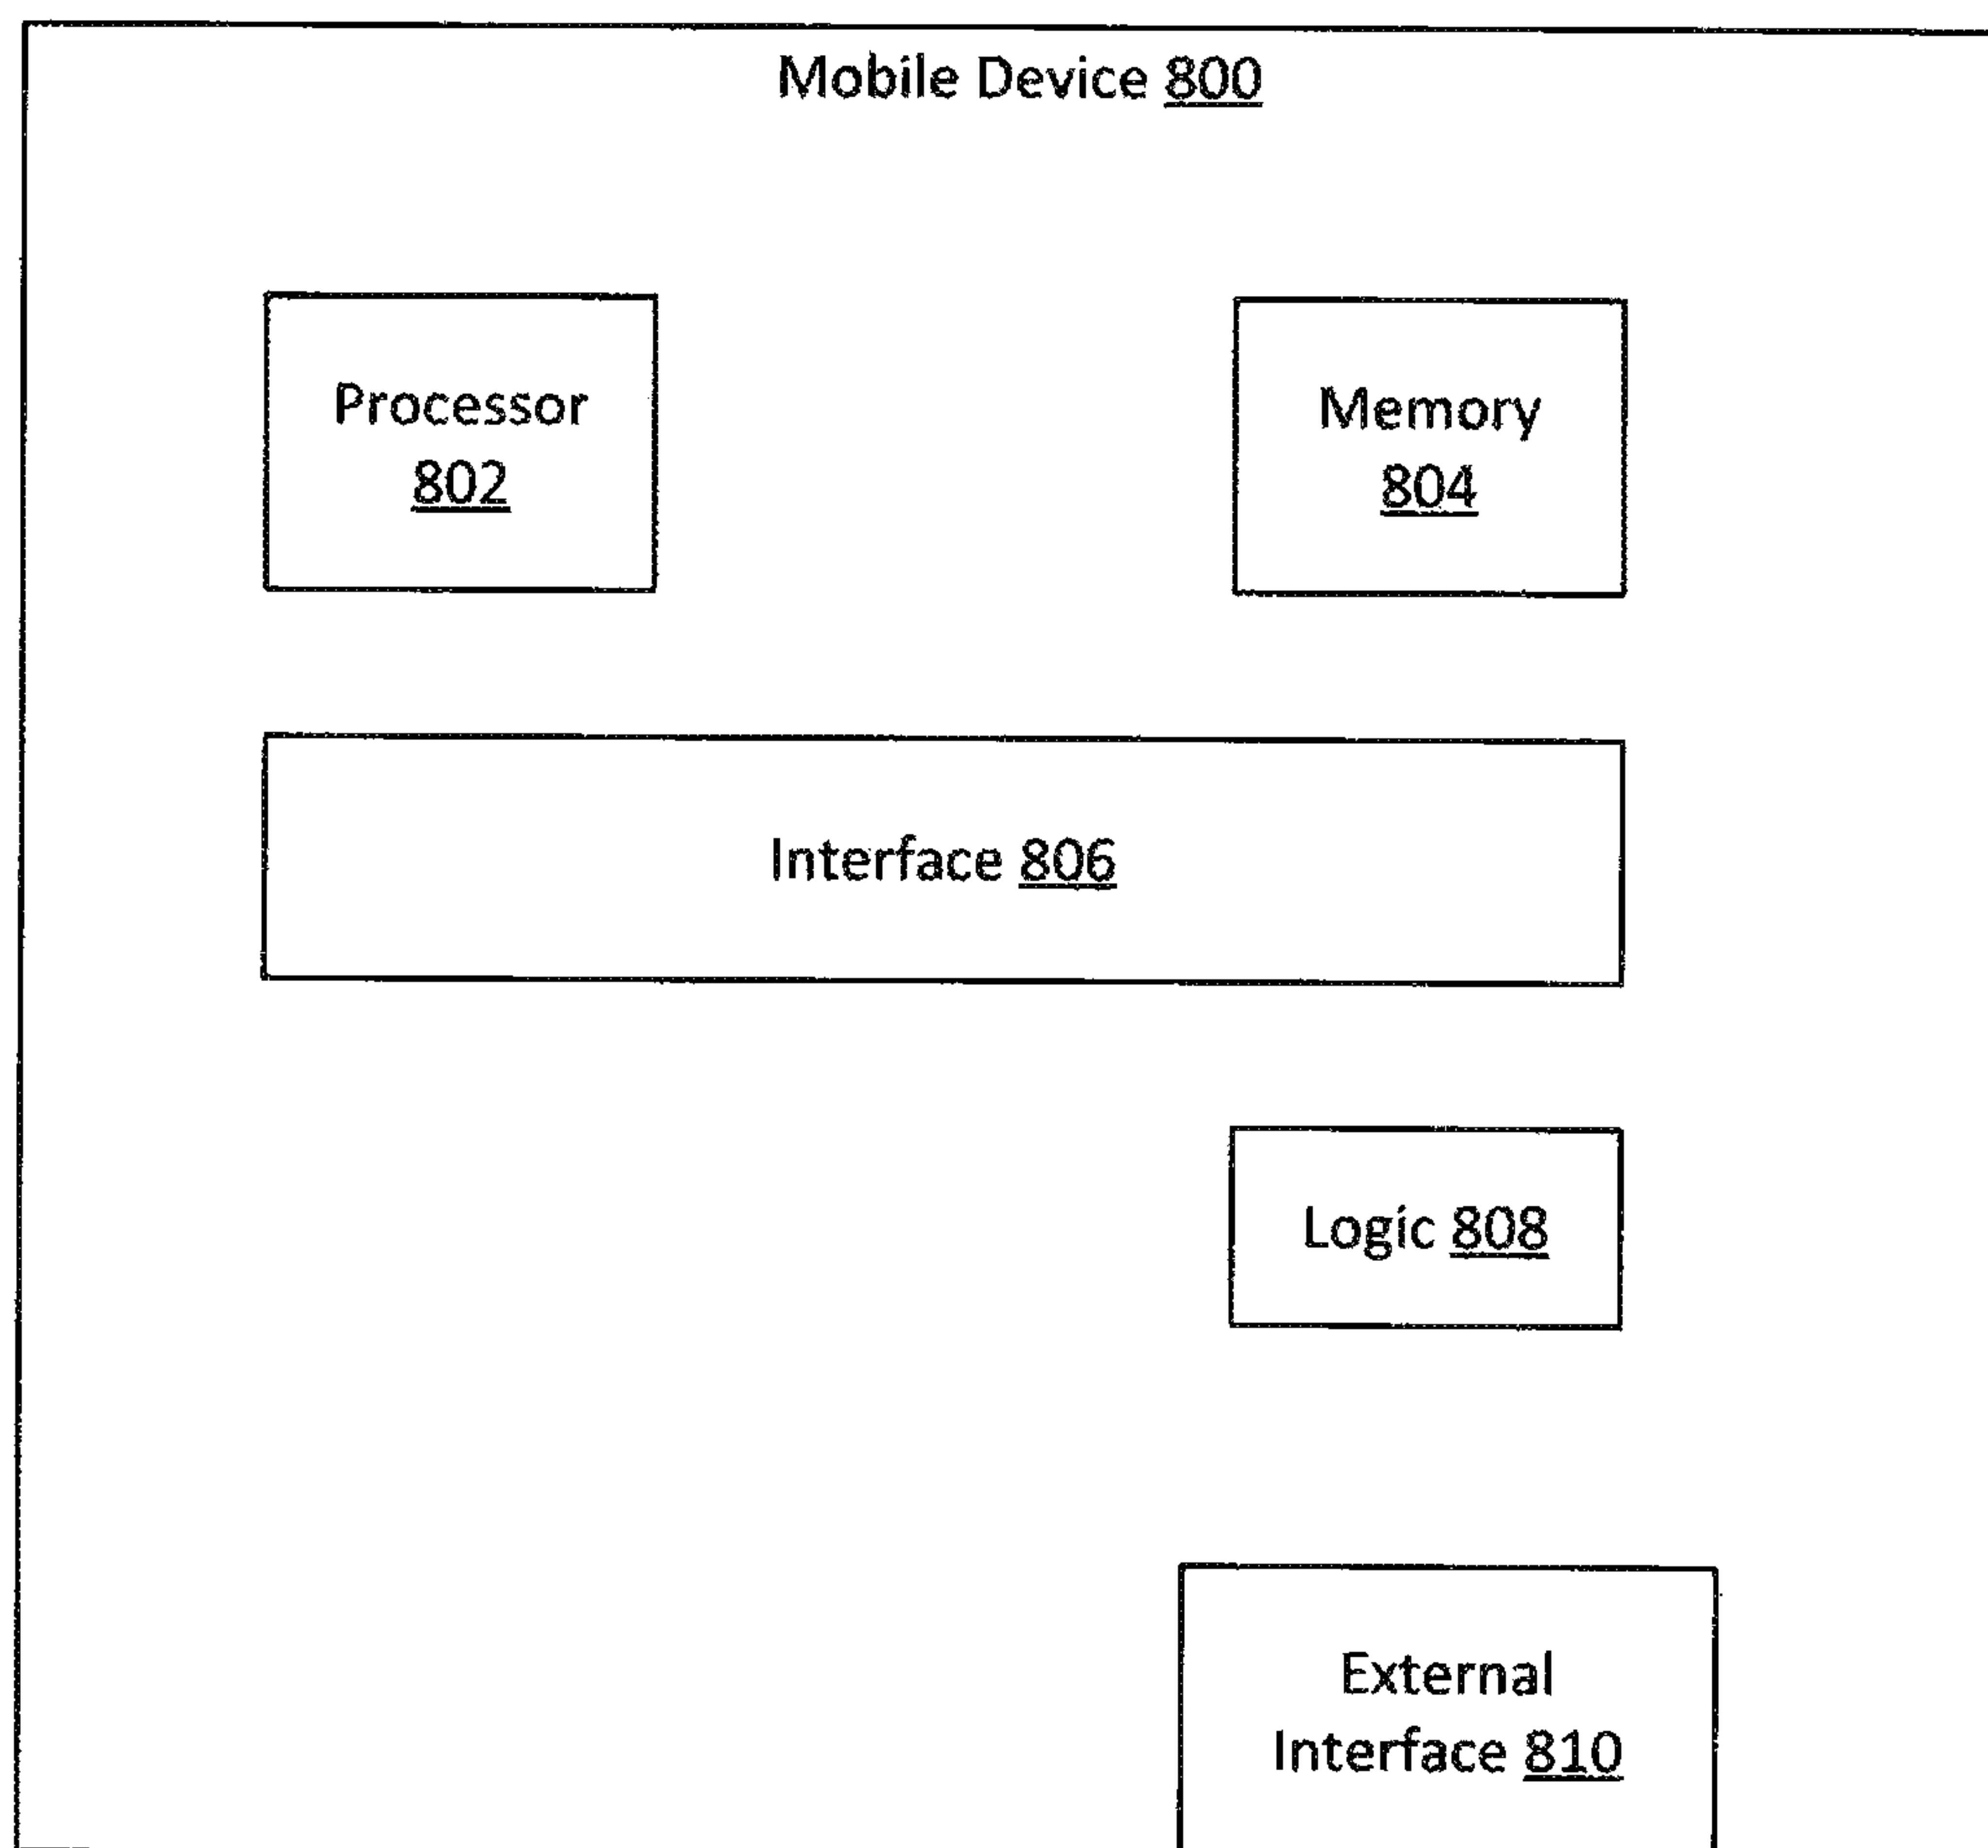 Mobile Device 800
Processor
802
Memory
804
Interface 806
Logic 808
External
Interface 810